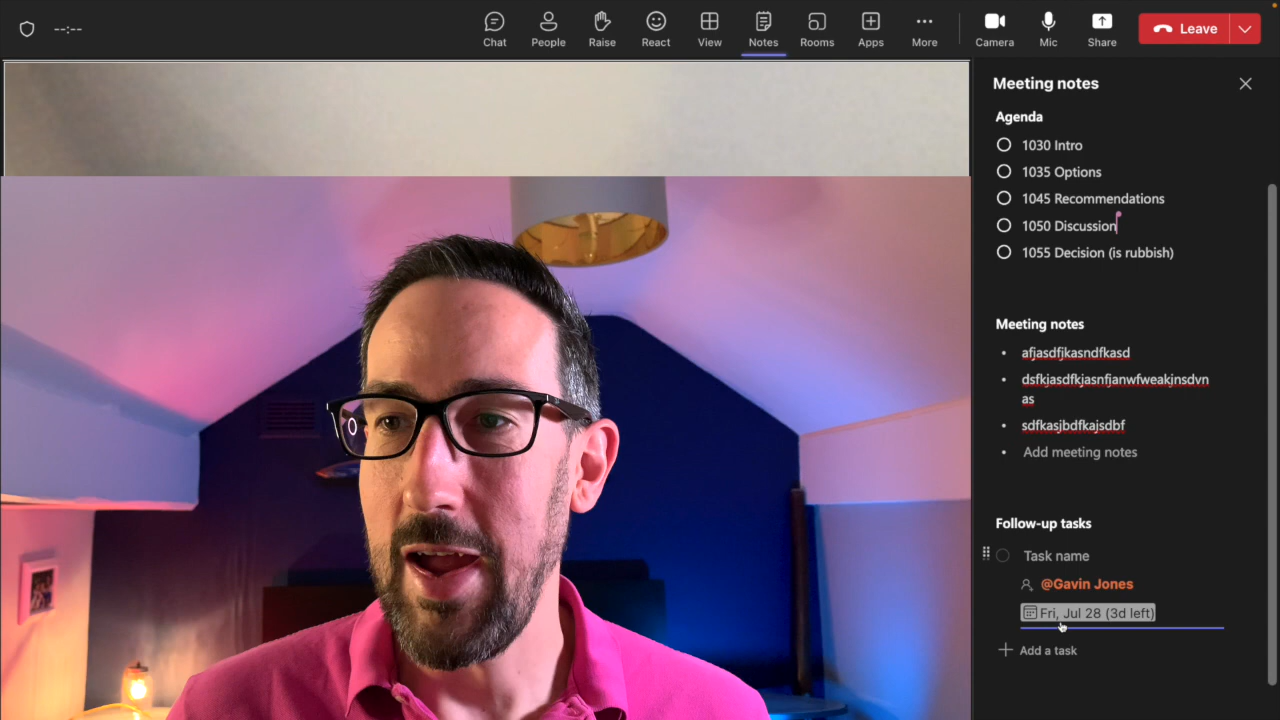 --:--
Chat
People
Raise
React
View
Notes
Rooms
Apps
More
Camera
Mic
Share
Leave
Meeting notes
Agenda
1030 Intro
1035 Options
1045 Recommendations
1050 Discussion
1055 Decision (is rubbish)
Meeting notes
afjasdfjkasndfkasd
dsfkjasdfkjasnfjanwfweakjnsdvn
as
sdfkasjbdfkajsdbf
Add meeting notes
Follow-up tasks
Task name
@Gavin Jones
Fri, Jul 28 (3d left)
Add a task